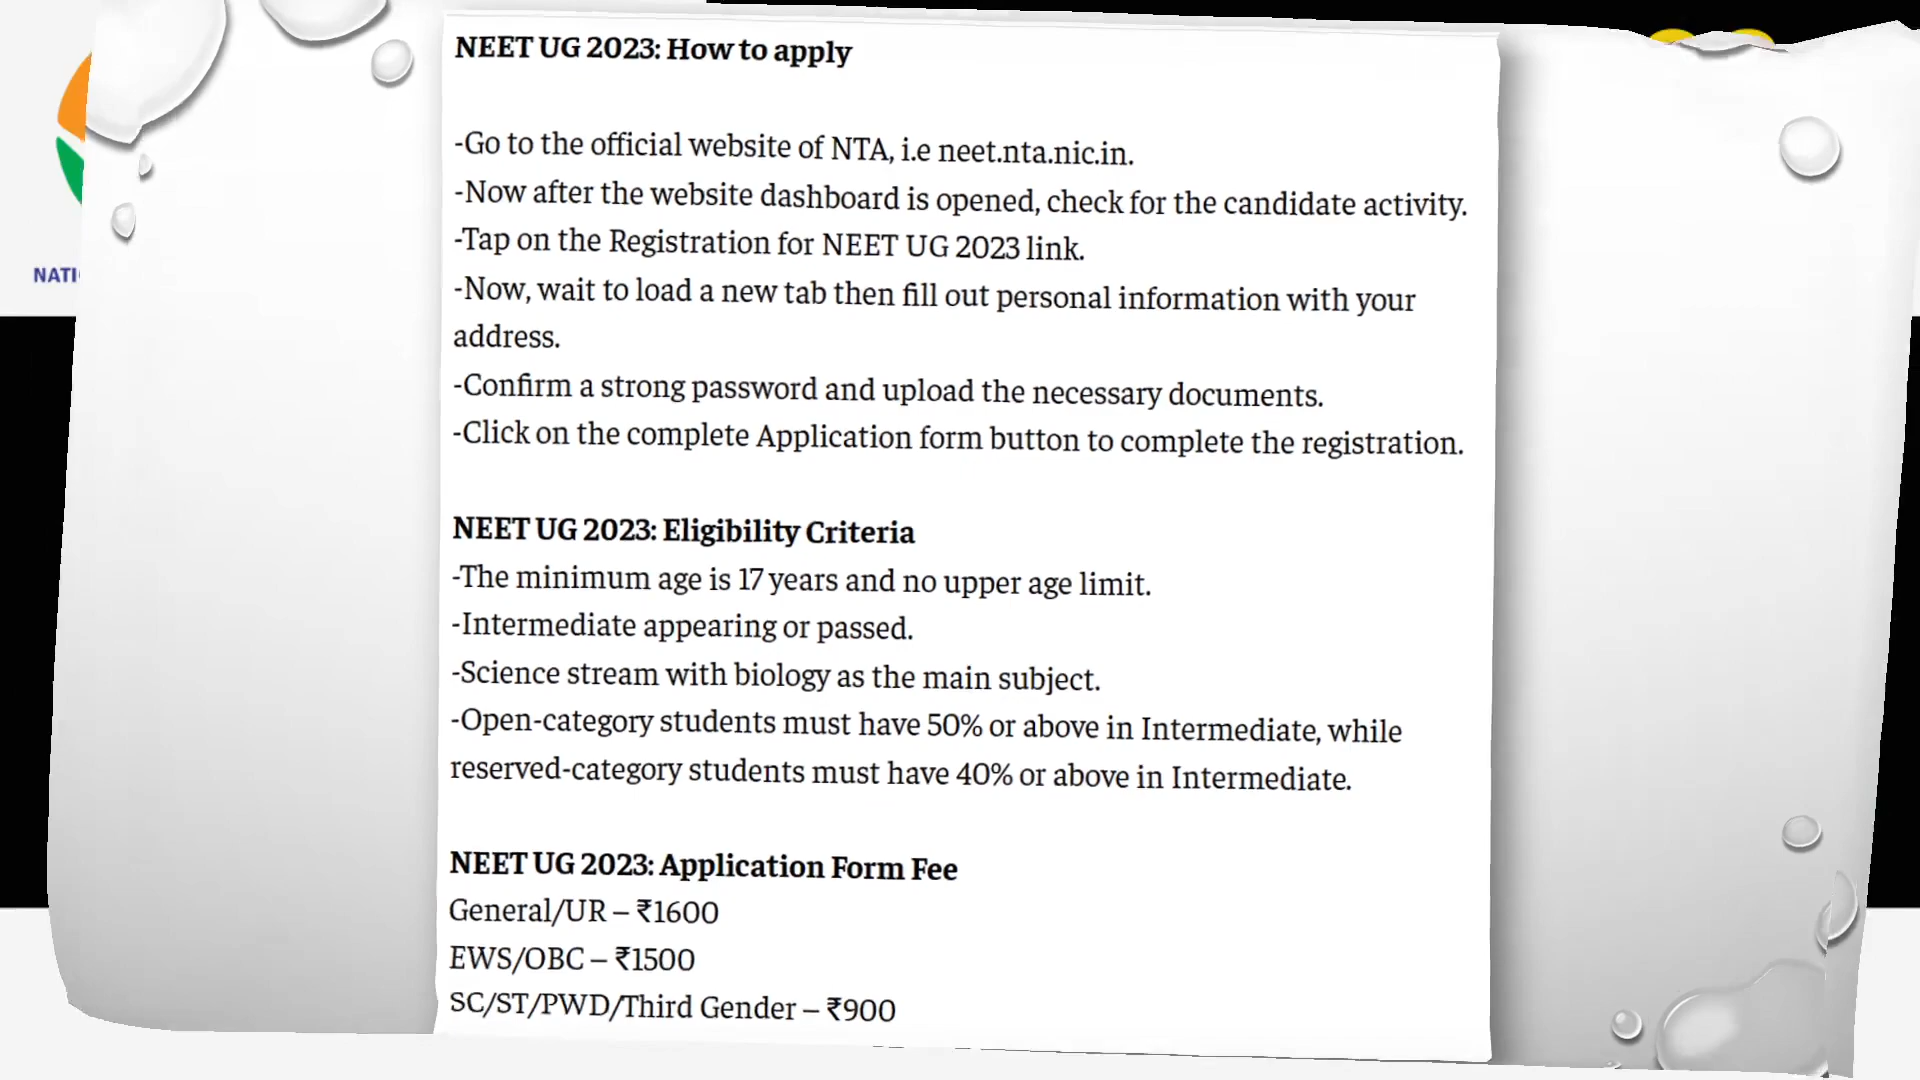 NEET UG 2023: How to apply
-Go to the official website of NTA, i.e neet.nta.nic.in.
-Now after the website dashboard is opened, check for the candidate activity.
-Tap on the Registration for NEET UG 2023 link.
-Now, wait to load a new tab then fill out personal information with your
address.
-Confirm a strong password and upload the necessary documents.
-Click on the complete Application form button to complete the registration.
NEET UG 2023: Eligibility Criteria
-The minimum age is 17 years and no upper age limit.
-Intermediate appearing or passed.
-Science stream with biology as the main subject.
-Open-category students must have 50% or above in Intermediate, while
reserved-category students must have 40% or above in Intermediate.
NEET UG 2023: Application Form Fee
General/UR – ₹1600
EWS/OBC – ₹1500
SC/ST/PWD/Third Gender – ₹900